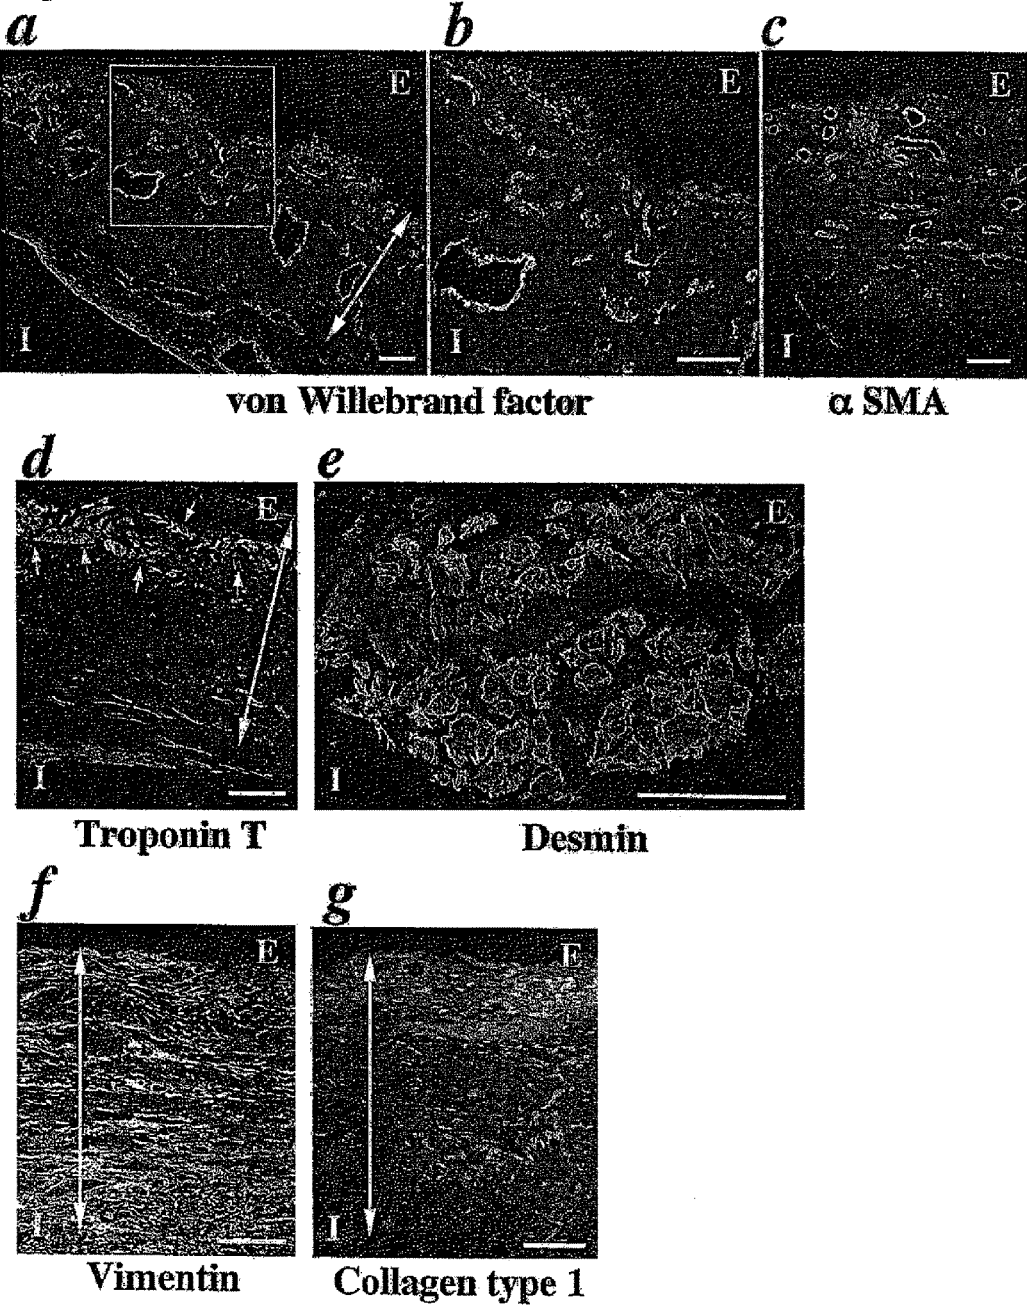 a b c
E E E
I I I
von Willebrand factor α SMA
d e
E E
I I
Troponin T Desmin
f g
E E
I I
Vimentin Collagen type 1